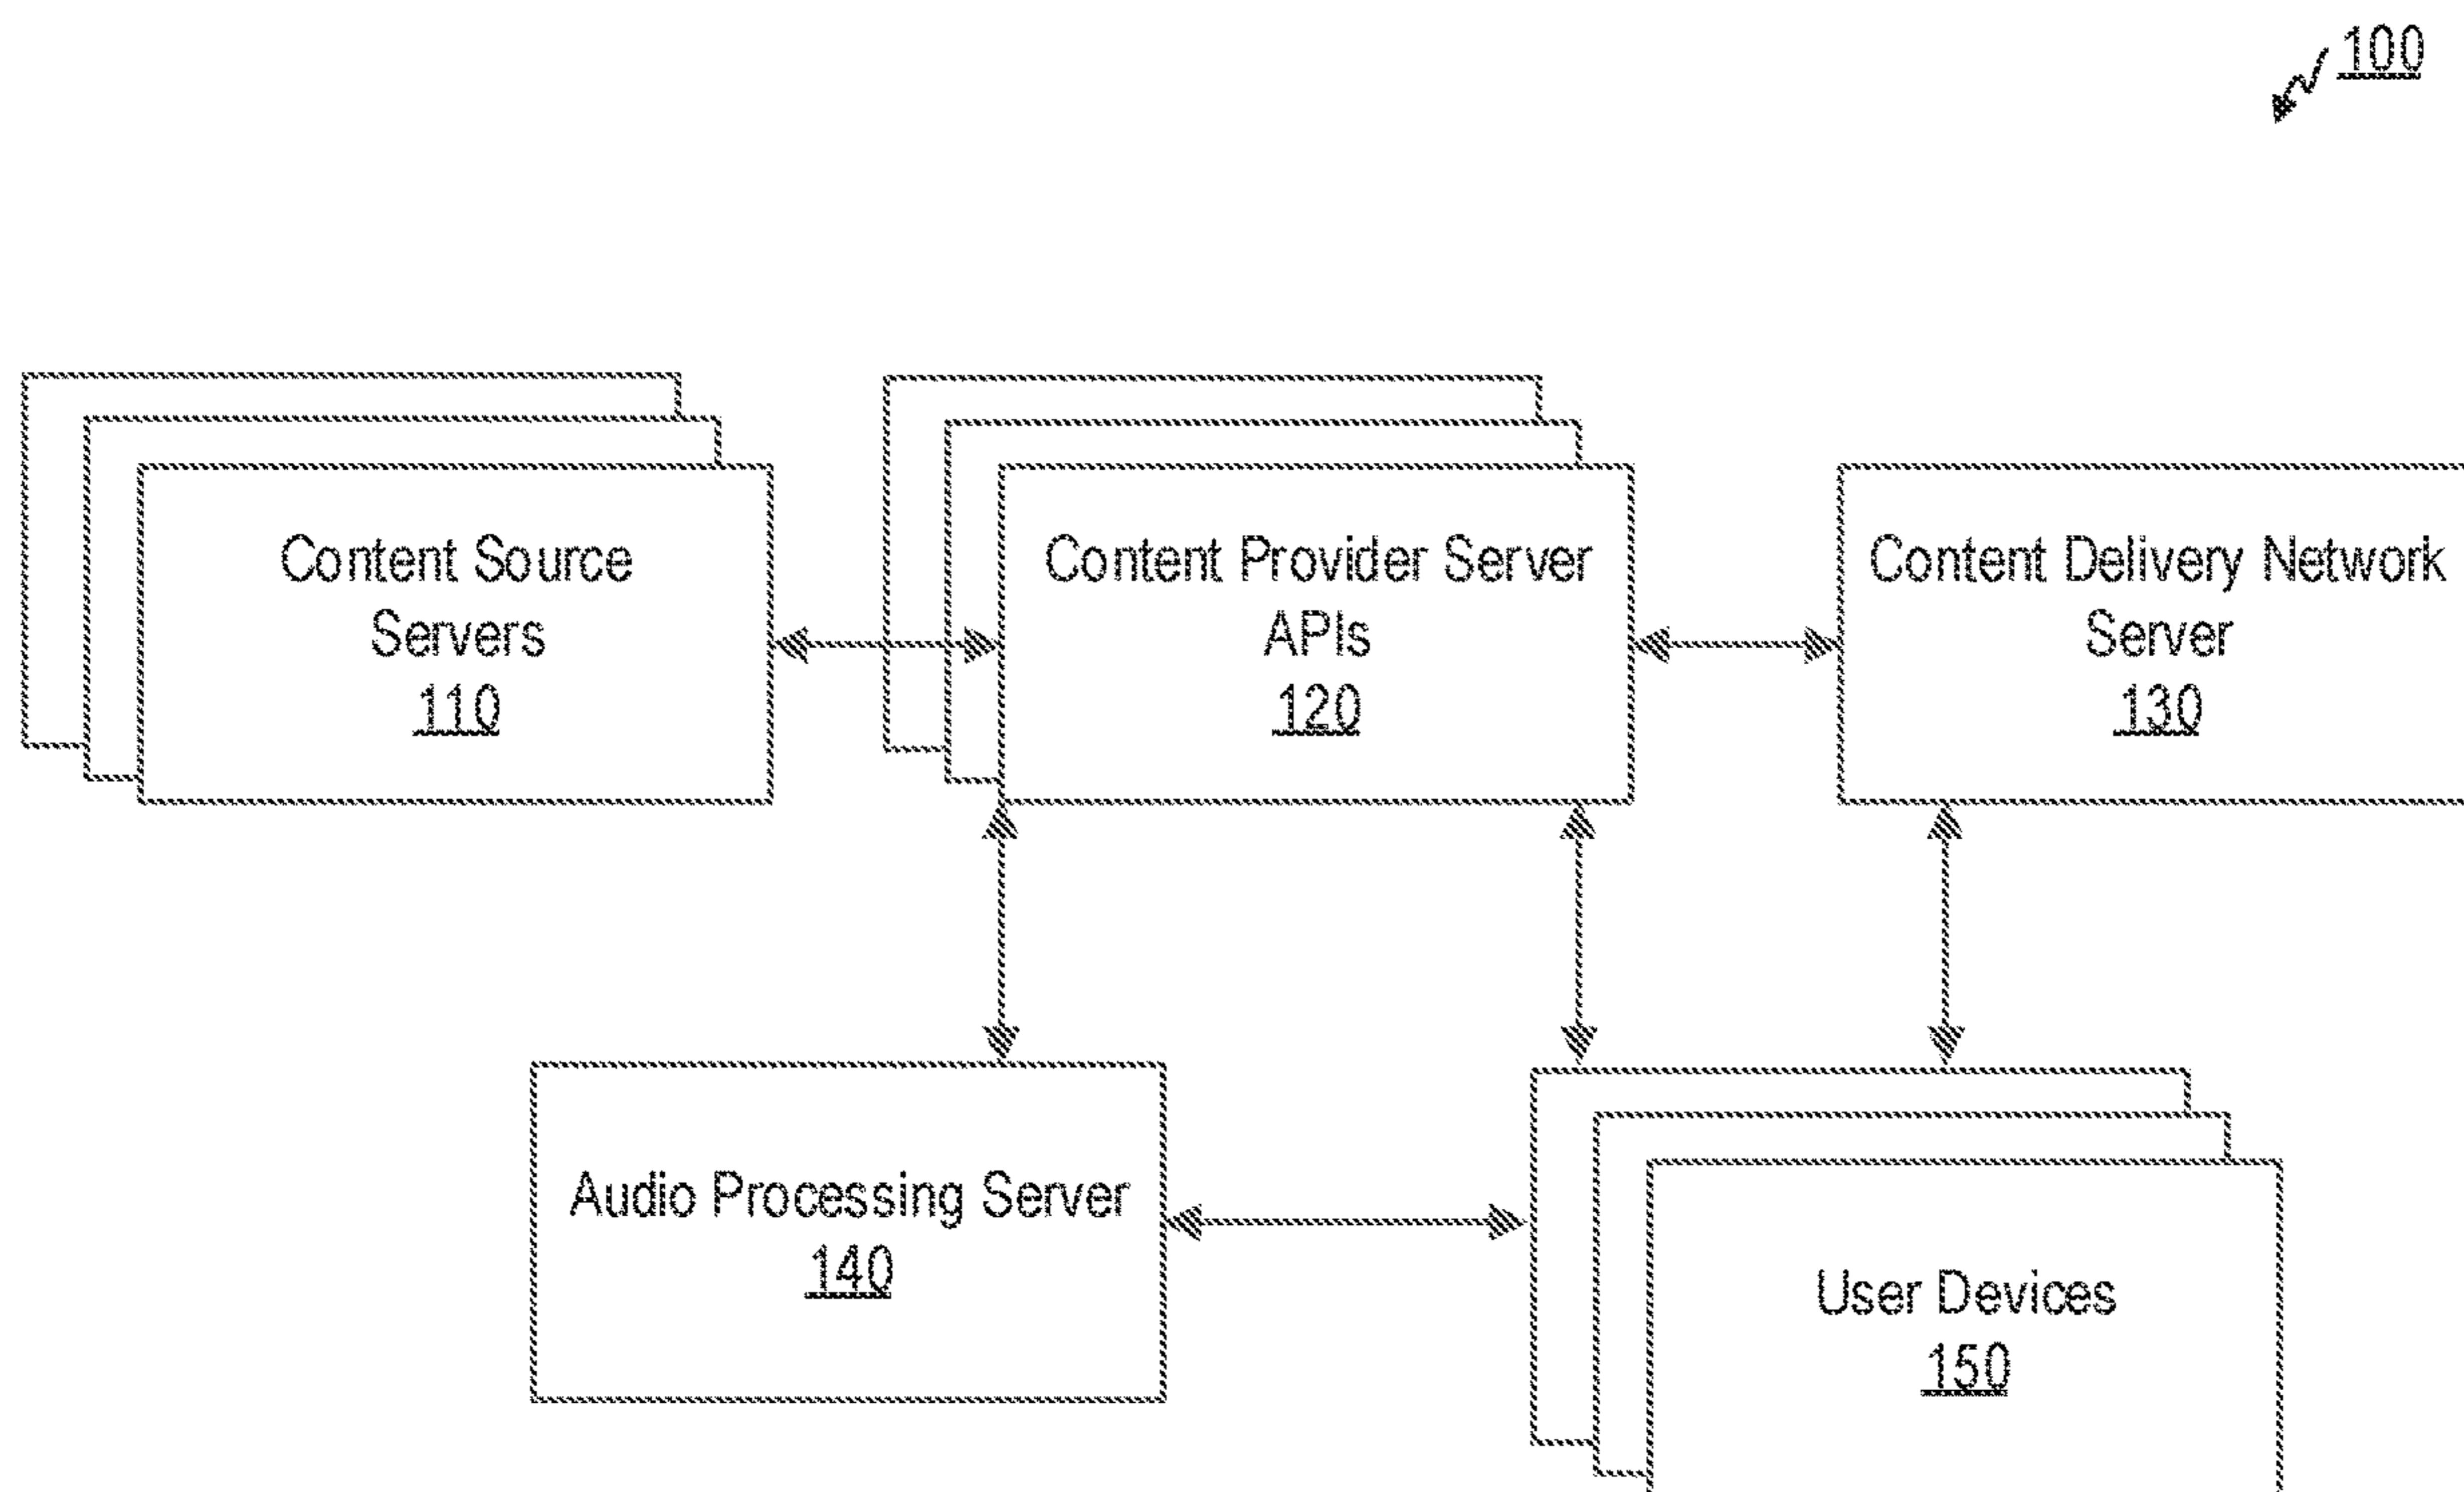 100
Content Source
Servers
110
Content Provider Server
APIs
120
Content Delivery Network
Server
130
Audio Processing Server
140
User Devices
150